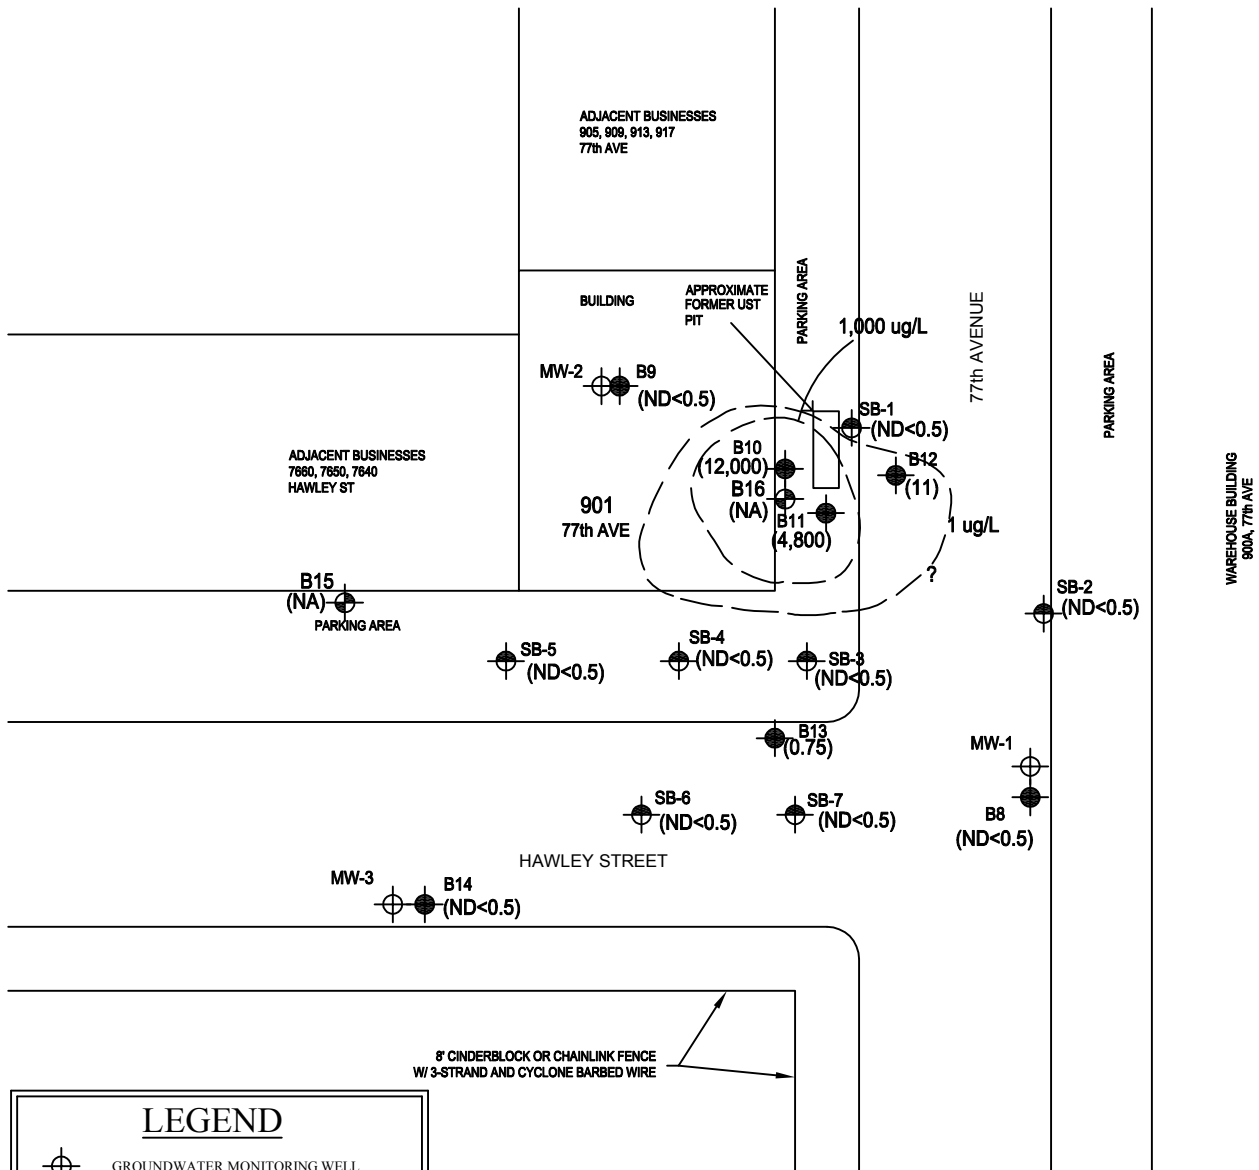 ADJACENT BUSINESSES
905, 909, 913, 917
77th AVE
BUILDING
APPROXIMATE
FORMER UST
PIT
PARKING AREA
1,000 ug/L
77th AVENUE
PARKING AREA
MW-2
B9
(ND<0.5)
SB-1
(ND<0.5)
ADJACENT BUSINESSES
7660, 7650, 7640
HAWLEY ST
B10
(12,000)
B16
(NA)
B11
(4,800)
B12
(11)
901
77th AVE
1 ug/L
?
WAREHOUSE BUILDING
900A, 77th AVE
B15
(NA)
PARKING AREA
SB-2
(ND<0.5)
SB-5
(ND<0.5)
SB-4
(ND<0.5)
SB-3
(ND<0.5)
B13
(0.75)
MW-1
B8
(ND<0.5)
SB-6
(ND<0.5)
SB-7
(ND<0.5)
HAWLEY STREET
MW-3
B14
(ND<0.5)
8' CINDERBLOCK OR CHAINLINK FENCE
W/ 3-STRAND AND CYCLONE BARBED WIRE
LEGEND
GROUNDWATER MONITORING WELL